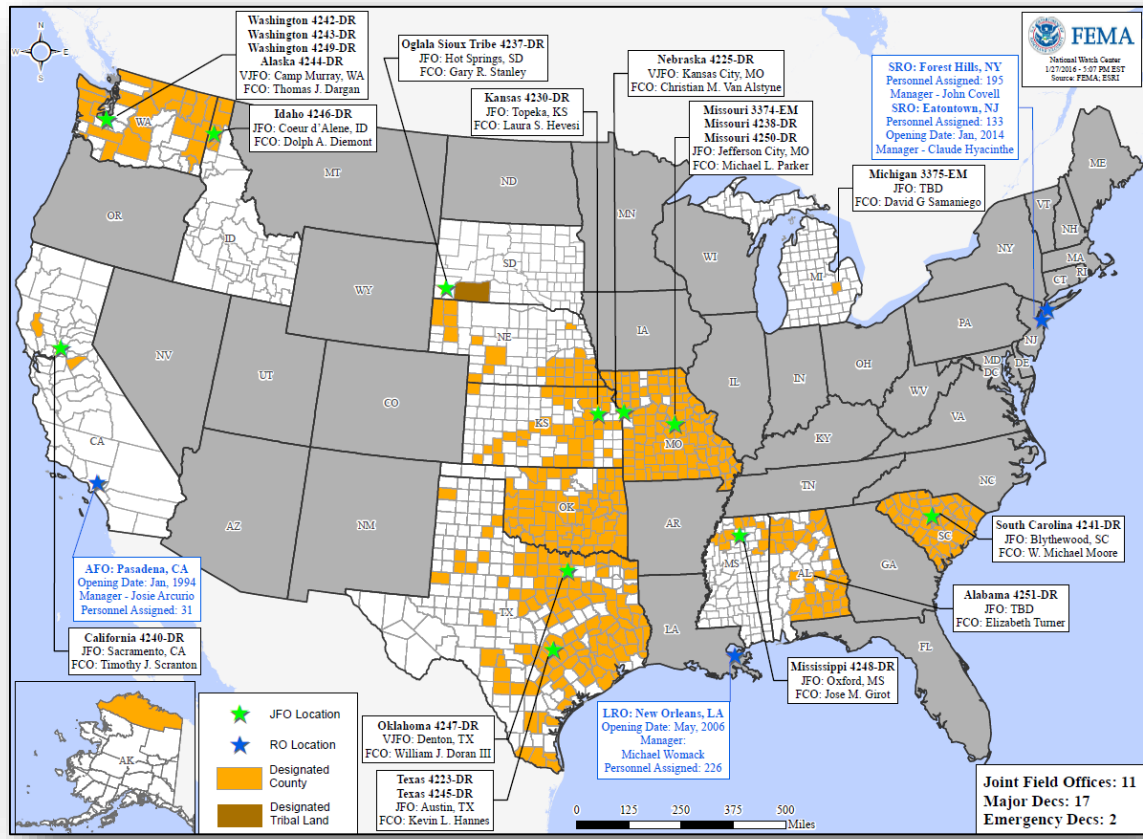 N
W
E
S
Washington 4242-DR
Washington 4243-DR
Washington 4249-DR
Alaska 4244-DR
VJFO: Camp Murray, WA
FCO: Thomas J. Dargan
Oglala Sioux Tribe 4237-DR
JFO: Hot Springs, SD
FCO: Gary R. Stanley
Nebraska 4225-DR
VJFO: Kansas City, MO
FCO: Christian M. Van Alstyne
FEMA
National Watch Center
1/27/2016 - 5:07 PM EST
Source: FEMA; ESRI
SRO: Forest Hills, NY
Personnel Assigned: 195
Manager - John Covell
SRO: Eatontown, NJ
Personnel Assigned: 133
Opening Date: Jan, 2014
Manager - Claude Hyacinthe
Idaho 4246-DR
JFO: Coeur d'Alene, ID
FCO: Dolph A. Diemont
Kansas 4230-DR
JFO: Topeka, KS
FCO: Laura S. Hevesi
Missouri 3374-EM
Missouri 4238-DR
Missouri 4250-DR
JFO: Jefferson City, MO
FCO: Michael L. Parker
Michigan 3375-EM
JFO: TBD
FCO: David G Samaniego
WA
MT
ND
MN
ME
OR
ID
SD
WI
MI
VT
NH
NY
MA
CT
RI
WY
NE
IA
PA
NJ
NV
UT
CO
KS
MO
IL
IN
OH
MD
DC
DE
WV
VA
KY
CA
AZ
NM
OK
AR
TN
NC
SC
TX
LA
MS
AL
GA
FL
AFO: Pasadena, CA
Opening Date: Jan, 1994
Manager - Josie Arcurio
Personnel Assigned: 31
California 4240-DR
JFO: Sacramento, CA
FCO: Timothy J. Scranton
South Carolina 4241-DR
JFO: Blythewood, SC
FCO: W. Michael Moore
Alabama 4251-DR
JFO: TBD
FCO: Elizabeth Turner
Mississippi 4248-DR
JFO: Oxford, MS
FCO: Jose M. Girot
LRO: New Orleans, LA
Opening Date: May, 2006
Manager:
Michael Womack
Personnel Assigned: 226
Oklahoma 4247-DR
VJFO: Denton, TX
FCO: William J. Doran III
Texas 4223-DR
Texas 4245-DR
JFO: Austin, TX
FCO: Kevin L. Hannes
AK
JFO Location
RO Location
Designated
County
Designated
Tribal Land
0 125 250 375 500
Miles
Joint Field Offices: 11
Major Decs: 17
Emergency Decs: 2